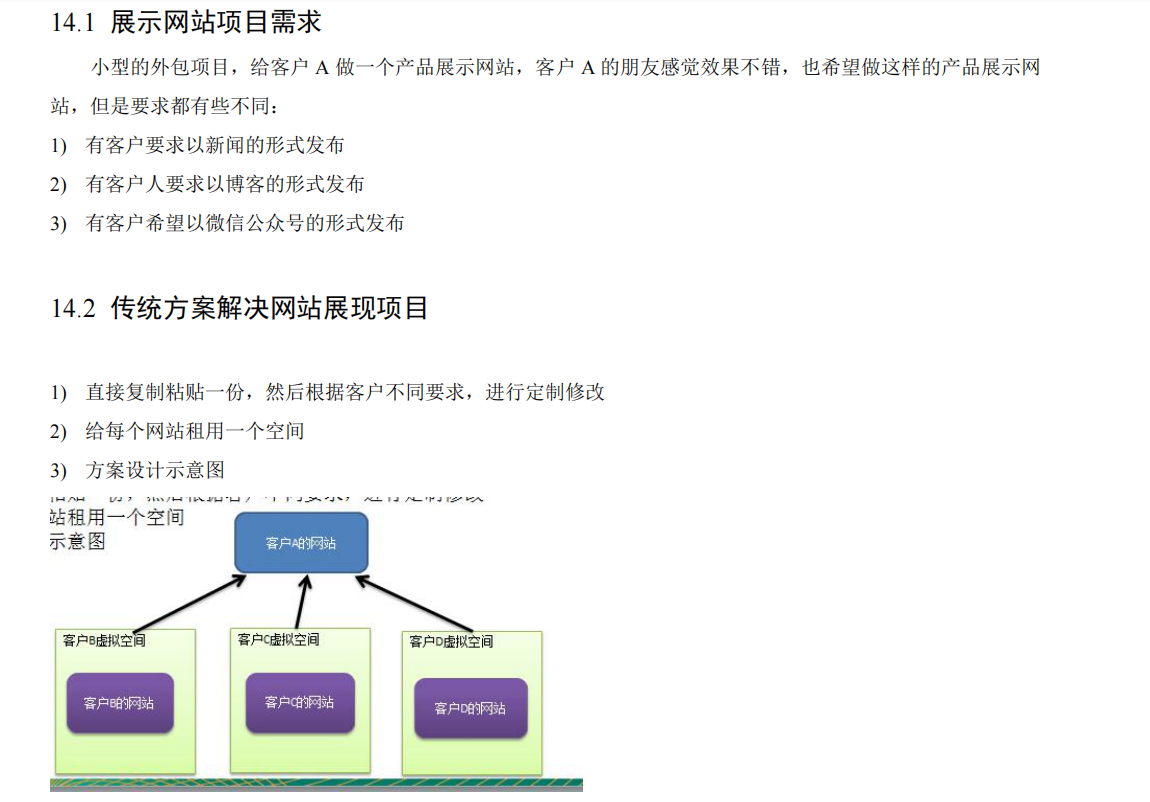 14.1 展示网站项目需求
小型的外包项目，给客户 A 做一个产品展示网站，客户 A 的朋友感觉效果不错，也希望做这样的产品展示网
站，但是要求都有些不同：
1) 有客户要求以新闻的形式发布
2) 有客户人要求以博客的形式发布
3) 有客户希望以微信公众号的形式发布
14.2 传统方案解决网站展现项目
1) 直接复制粘贴一份，然后根据客户不同要求，进行定制修改
2) 给每个网站租用一个空间
3) 方案设计示意图
站租用一个空间
示意图
客户A的网站
客户B虚拟空间
客户C虚拟空间
客户D虚拟空间
客户B的网站
客户C的网站
客户D的网站